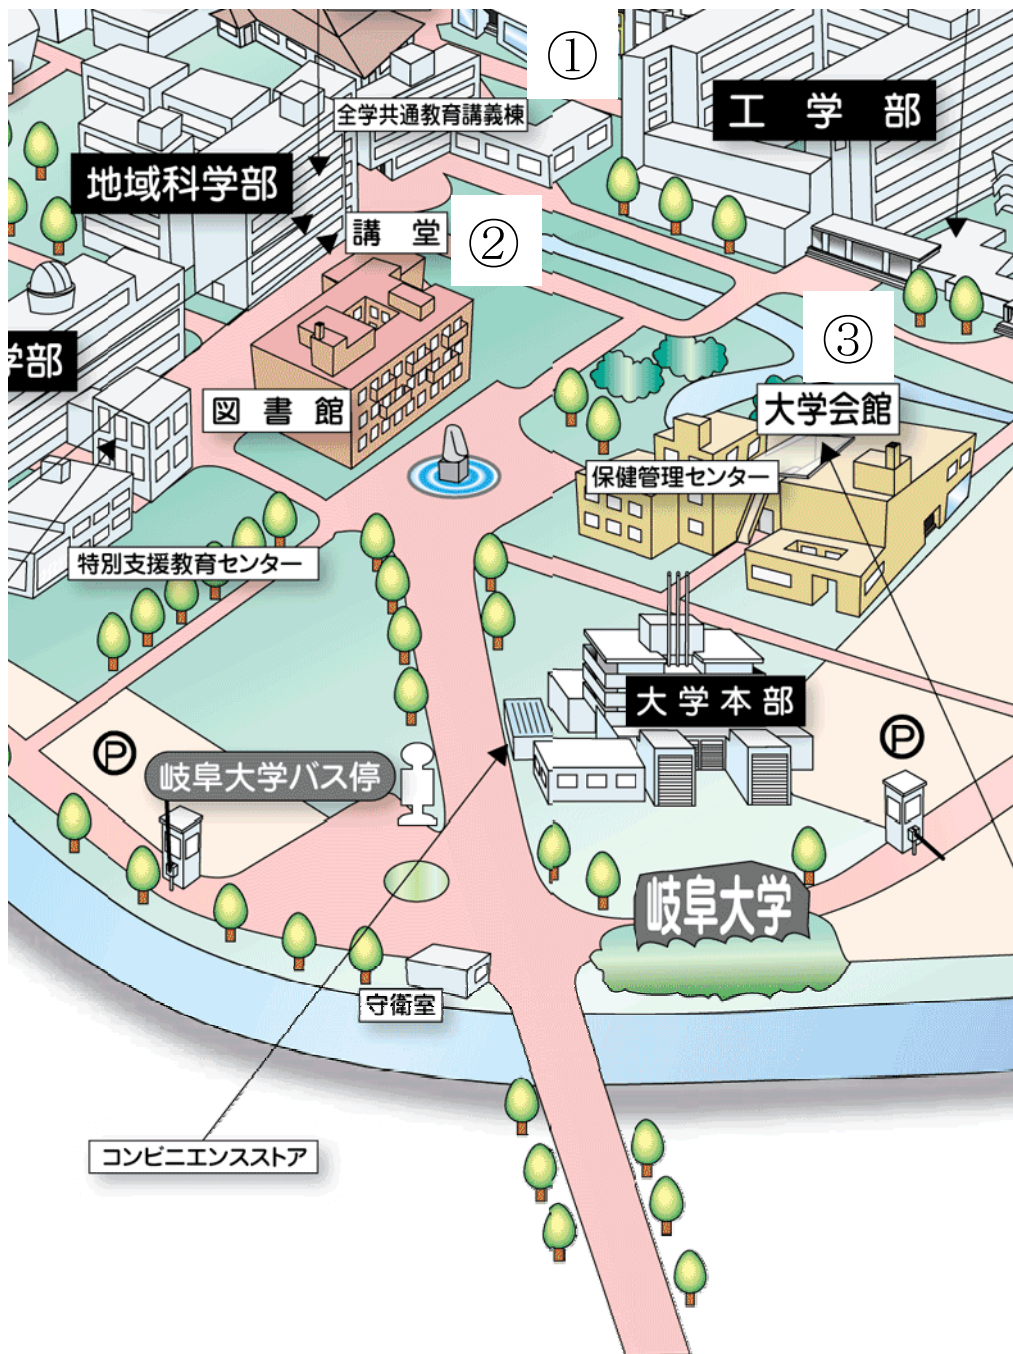 ①
工学部
全学共通教育講義棟
地域科学部
講堂
②
③
学部
図書館
大学会館
保健管理センター
特別支援教育センター
大学本部
P
P
岐阜大学バス停
岐阜大学
守衛室
コンビニエンスストア